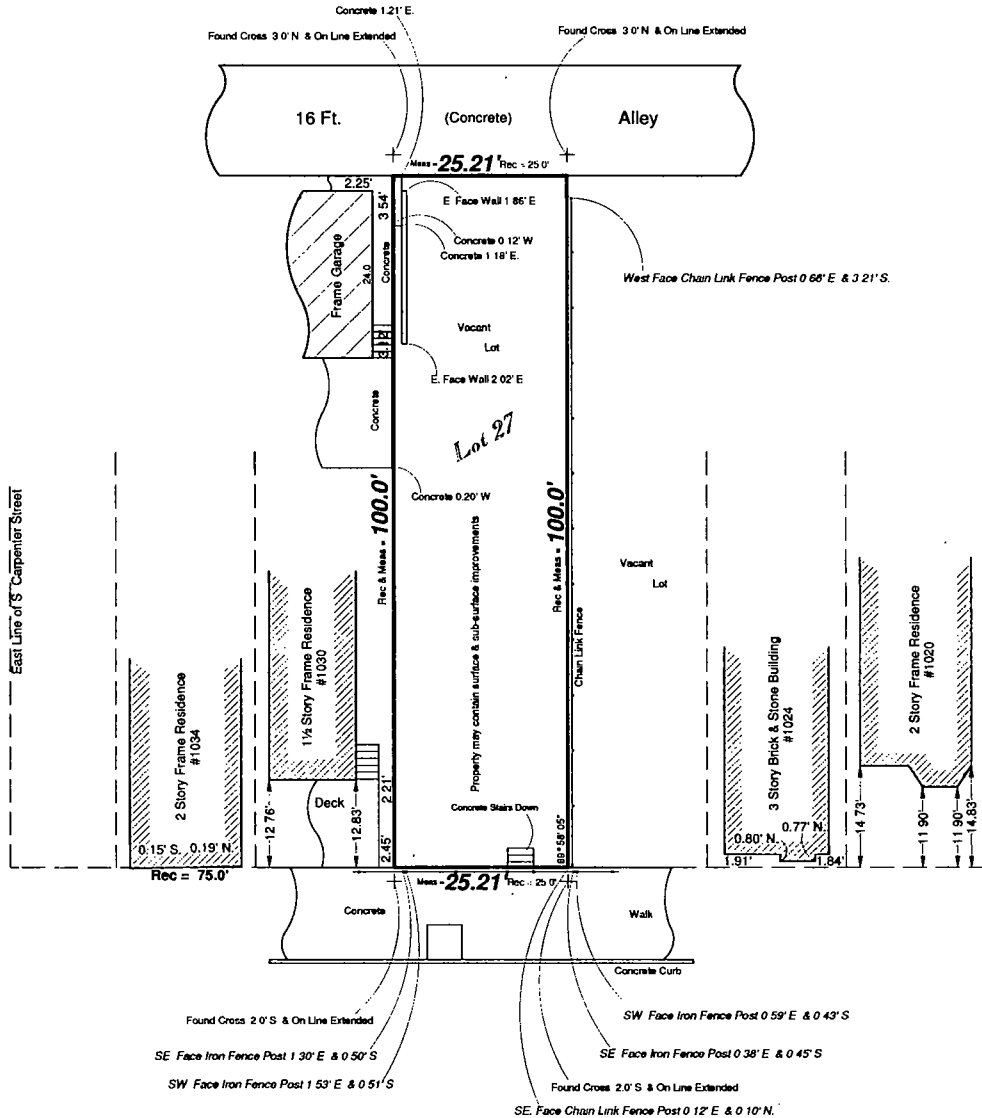 Concrete 1.21' E.
Found Cross 3 0' N & On Line Extended
Found Cross 3 0' N & On Line Extended
16 Ft.
(Concrete)
Alley
Meas = 25.21' Rec = 25 0'
2.25'
3 54'
E Face Wall 1 86' E
Concrete
Concrete 0 12' W
Concrete 1 18' E.
Frame Garage
24.0
West Face Chain Link Fence Post 0 66' E & 3 21' S.
Vacant
Lot
3.12'
E. Face Wall 2 02' E
Concrete
Lot 27
Concrete 0.20' W
East Line of S Carpenter Street
Rec & Meas = 100.0'
Rec & Meas = 100.0'
Property may contain surface & sub-surface improvements
Chain Link Fence
Vacant
Lot
2 Story Frame Residence
#1034
1½ Story Frame Residence
#1030
3 Story Brick & Stone Building
#1024
2 Story Frame Residence
#1020
12 76'
Deck
12.83'
2 21'
2.45'
Concrete Stairs Down
89°58'05"
0.80' N.
0.77' N.
1.91'
1.84'
14 73'
11 90'
11 90'
14.83'
0.15' S.
0.19' N.
Rec = 75.0'
Meas = 25.21' Rec = 25 0'
Concrete
Walk
Concrete Curb
Found Cross 2 0' S & On Line Extended
SW Face Iron Fence Post 0 59' E & 0 43' S
SE Face Iron Fence Post 1 30' E & 0 50' S
SE Face Iron Fence Post 0 38' E & 0 45' S
SW Face Iron Fence Post 1 53' E & 0 51' S
Found Cross 2.0' S & On Line Extended
SE. Face Chain Link Fence Post 0 12' E & 0 10' N.